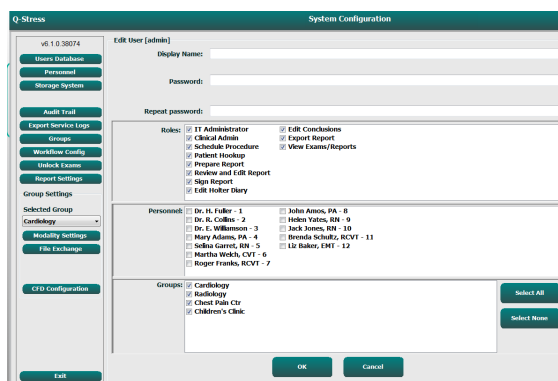 Q-Stress
System Configuration
v6.1.0.38074
Users Database
Personnel
Storage System
Audit Trail
Export Service Logs
Groups
Workflow Config
Unlock Exams
Report Settings
Group Settings
Selected Group
Cardiology
Modality Settings
File Exchange
CFD Configuration
Exit
Edit User [admin]
Display Name:
Password:
Repeat password:
Roles:
IT Administrator
Clinical Admin
Schedule Procedure
Patient Hookup
Prepare Report
Review and Edit Report
Sign Report
Edit Holter Diary
Edit Conclusions
Export Report
View Exams/Reports
Personnel:
Dr. H. Fuller - 1
Dr. R. Collins - 2
Dr. E. Williamson - 3
Mary Adams, PA - 4
Selina Garret, RN - 5
Martha Welch, CVT - 6
Roger Franks, RCVT - 7
John Amos, PA - 8
Helen Yates, RN - 9
Jack Jones, RN - 10
Brenda Schultz, RCVT - 11
Liz Baker, EMT - 12
Groups:
Cardiology
Radiology
Chest Pain Ctr
Children's Clinic
Select All
Select None
OK
Cancel